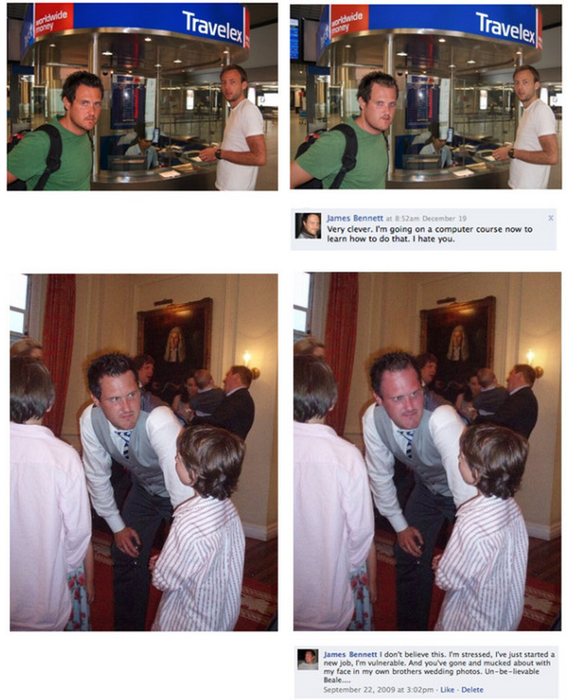 worldwide
money
Travelex
worldwide
money
Travelex
James Bennett at 8:52am December 19
X
Very clever. I'm going on a computer course now to
learn how to do that. I hate you.
James Bennett I don't believe this. I'm stressed, I've just started a
new job, I'm vulnerable. And you've gone and mucked about with
my face in my own brothers wedding photos. Un-be-lievable
Beale....
September 22, 2009 at 3:02pm · Like · Delete